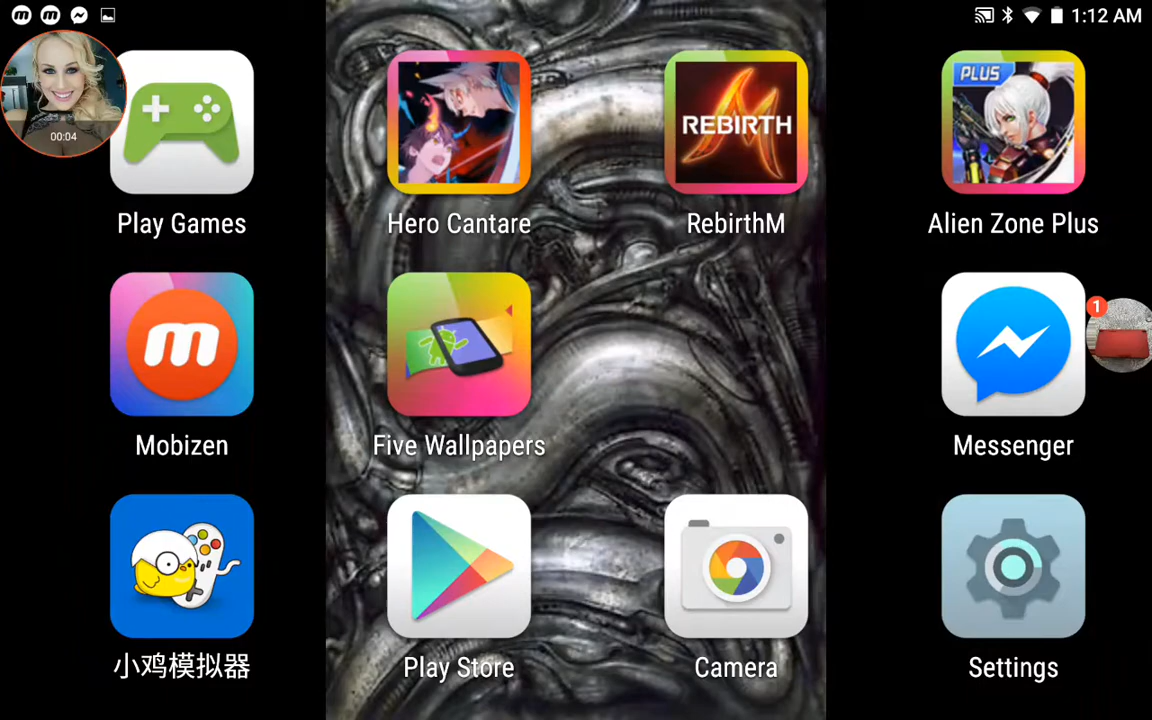 1:12 AM
00:04
Play Games
Hero Cantare
REBIRTH
RebirthM
PLUS
Alien Zone Plus
m
Mobizen
Five Wallpapers
1
Messenger
小鸡模拟器
Play Store
Camera
Settings